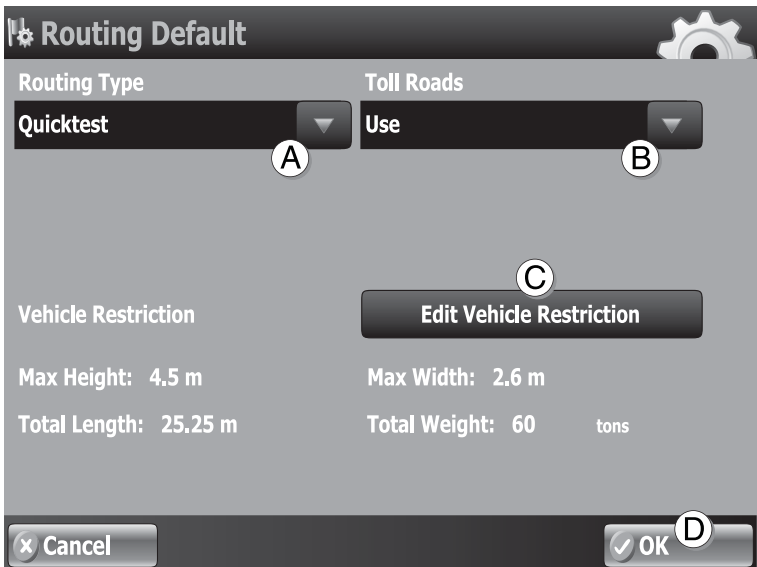 Routing Default
Routing Type
Toll Roads
Quicktest
Use
A
B
C
Vehicle Restriction
Edit Vehicle Restriction
Max Height: 4.5 m
Max Width: 2.6 m
Total Length: 25.25 m
Total Weight: 60 tons
Cancel
OK
D